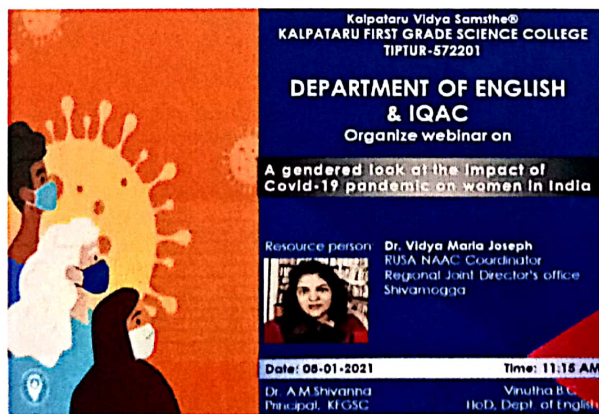 Kalpataru Vidya Samsthe®
KALPATARU FIRST GRADE SCIENCE COLLEGE
TIPTUR-572201
DEPARTMENT OF ENGLISH
& IQAC
Organize webinar on
A gendered look at the impact of
Covid-19 pandemic on women in India
Resource person: Dr. Vidya Maria Joseph
RUSA NAAC Coordinator
Regional Joint Director's office
Shivamogga
Date: 08-01-2021 Time: 11:15 AM
Dr. A.M Shivanna Vinutha B C
Principal, KFGSC HoD, Dept. of English